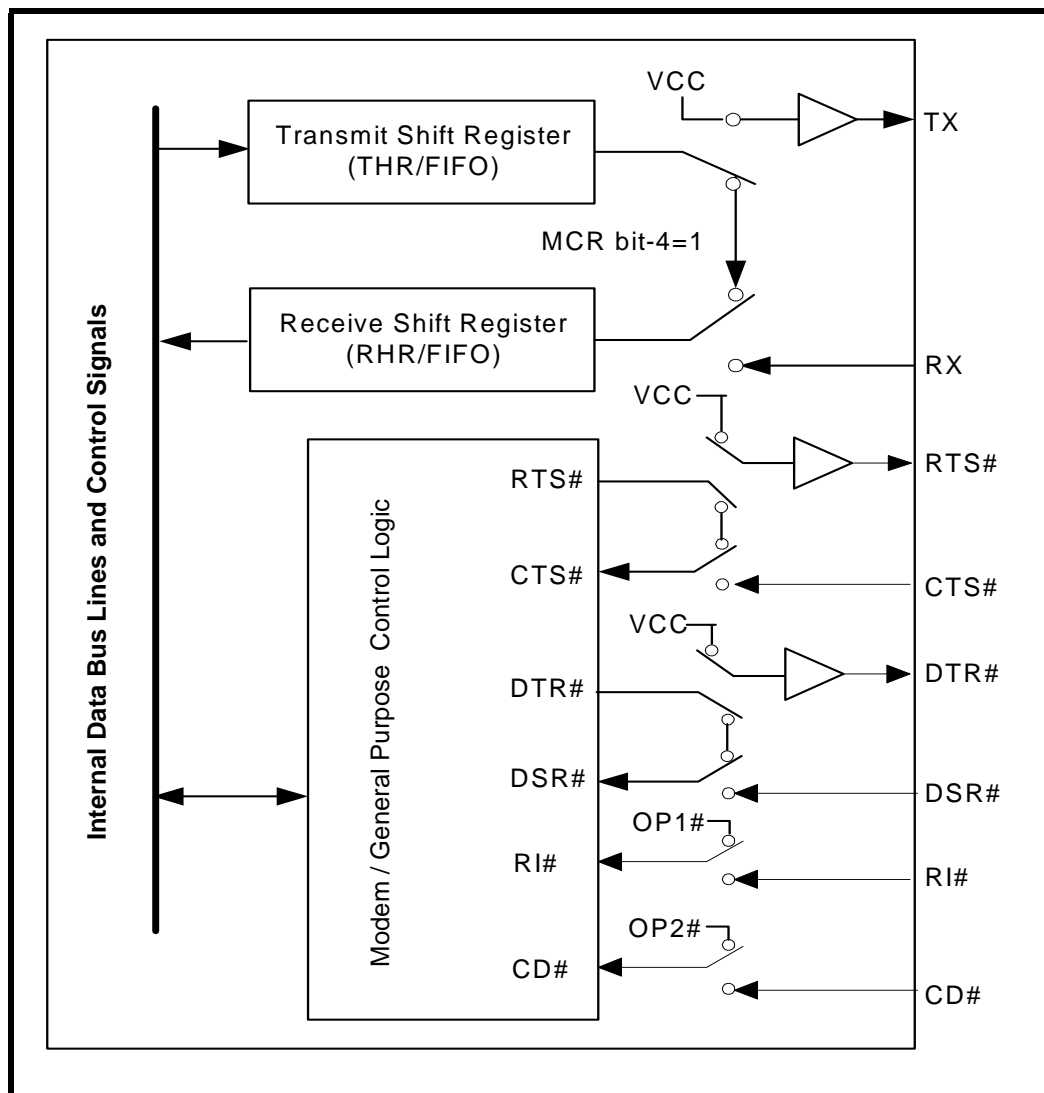 VCC
TX
Transmit Shift Register
(THR/FIFO)
MCR bit-4=1
Receive Shift Register
(RHR/FIFO)
RX
VCC
RTS#
RTS#
CTS#
CTS#
VCC
DTR#
DTR#
DSR#
DSR#
OP1#
RI#
RI#
OP2#
CD#
CD#
Internal Data Bus Lines and Control Signals
Modem / General Purpose Control Logic